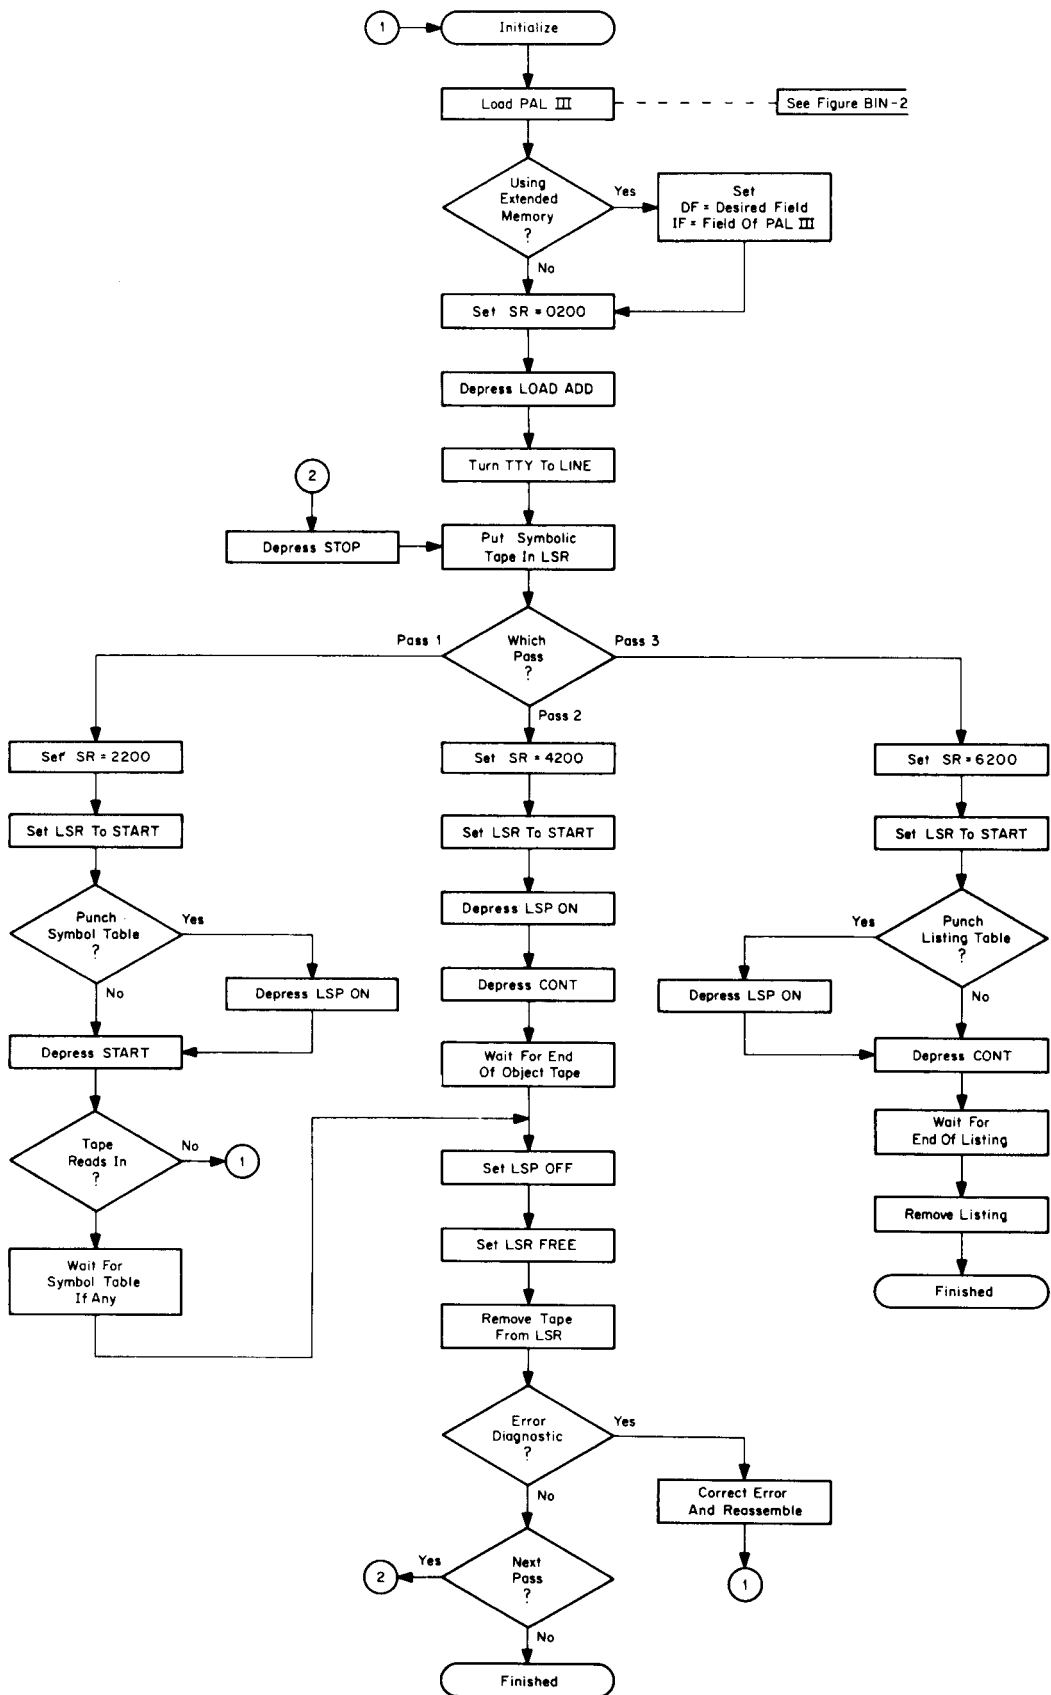 1
Initialize
Load PAL III
See Figure BIN-2
Using
Extended
Memory
?
Yes
Set
DF = Desired Field
IF = Field Of PAL III
No
Set SR = 0200
Depress LOAD ADD
Turn TTY To LINE
2
Depress STOP
Put Symbolic
Tape In LSR
Pass 1
Which
Pass
?
Pass 3
Pass 2
Set SR = 2200
Set LSR To START
Punch
Symbol Table
?
Yes
No
Depress LSP ON
Depress START
Tape
Reads In
?
No
1
Wait For
Symbol Table
If Any
Set SR = 4200
Set LSR To START
Depress LSP ON
Depress CONT
Wait For End
Of Object Tape
Set LSP OFF
Set LSR FREE
Remove Tape
From LSR
Error
Diagnostic
?
Yes
Correct Error
And Reassemble
1
No
Next
Pass
?
Yes
2
No
Finished
Set SR = 6200
Set LSR To START
Punch
Listing Table
?
Yes
Depress LSP ON
No
Depress CONT
Wait For
End Of Listing
Remove Listing
Finished